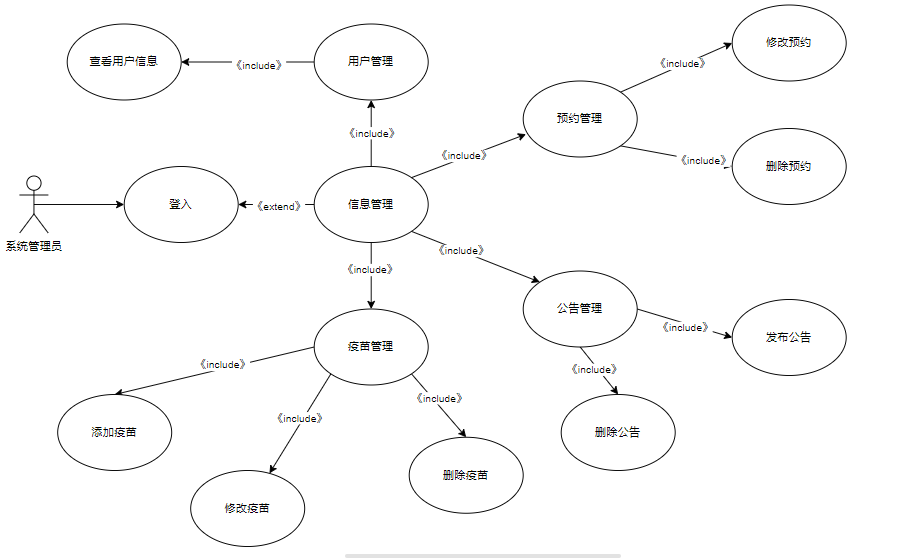 修改预约
查看用户信息
《include》
用户管理
《include》
预约管理
《include》
《include》
《include》
删除预约
登入
《extend》
信息管理
系统管理员
《include》
《include》
公告管理
《include》
发布公告
疫苗管理
《include》
《include》
《include》
《include》
添加疫苗
删除公告
修改疫苗
删除疫苗